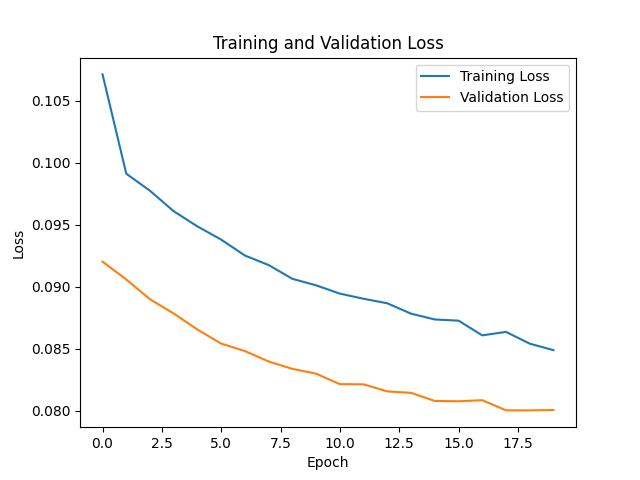 Training and Validation Loss
Training Loss
Validation Loss
0.105
0.100
0.095
0.090
0.085
0.080
Loss
0.0 2.5 5.0 7.5 10.0 12.5 15.0 17.5
Epoch